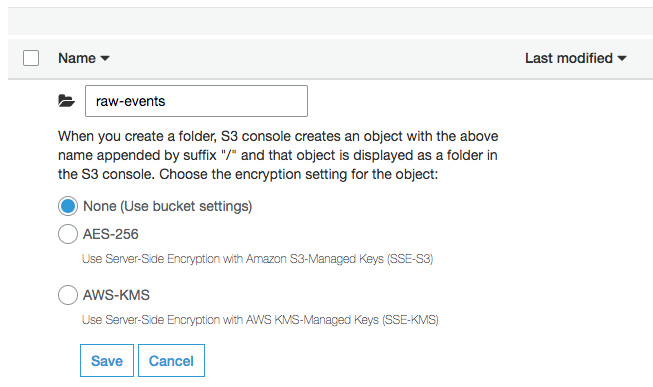 Name Last modified
raw-events
When you create a folder, S3 console creates an object with the above
name appended by suffix "/" and that object is displayed as a folder in
the S3 console. Choose the encryption setting for the object:
None (Use bucket settings)
AES-256
Use Server-Side Encryption with Amazon S3-Managed Keys (SSE-S3)
AWS-KMS
Use Server-Side Encryption with AWS KMS-Managed Keys (SSE-KMS)
Save Cancel